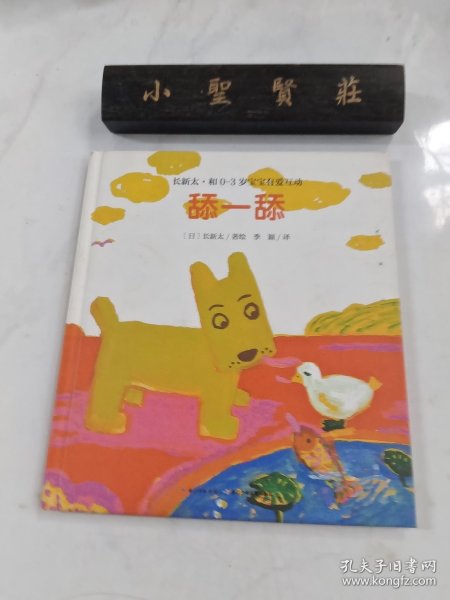 小聖賢莊
长新太·和0-3岁宝宝有爱互动
舔一舔
[日]长新太/著绘 季颖/译
孔夫子旧书网
www.kongfz.com